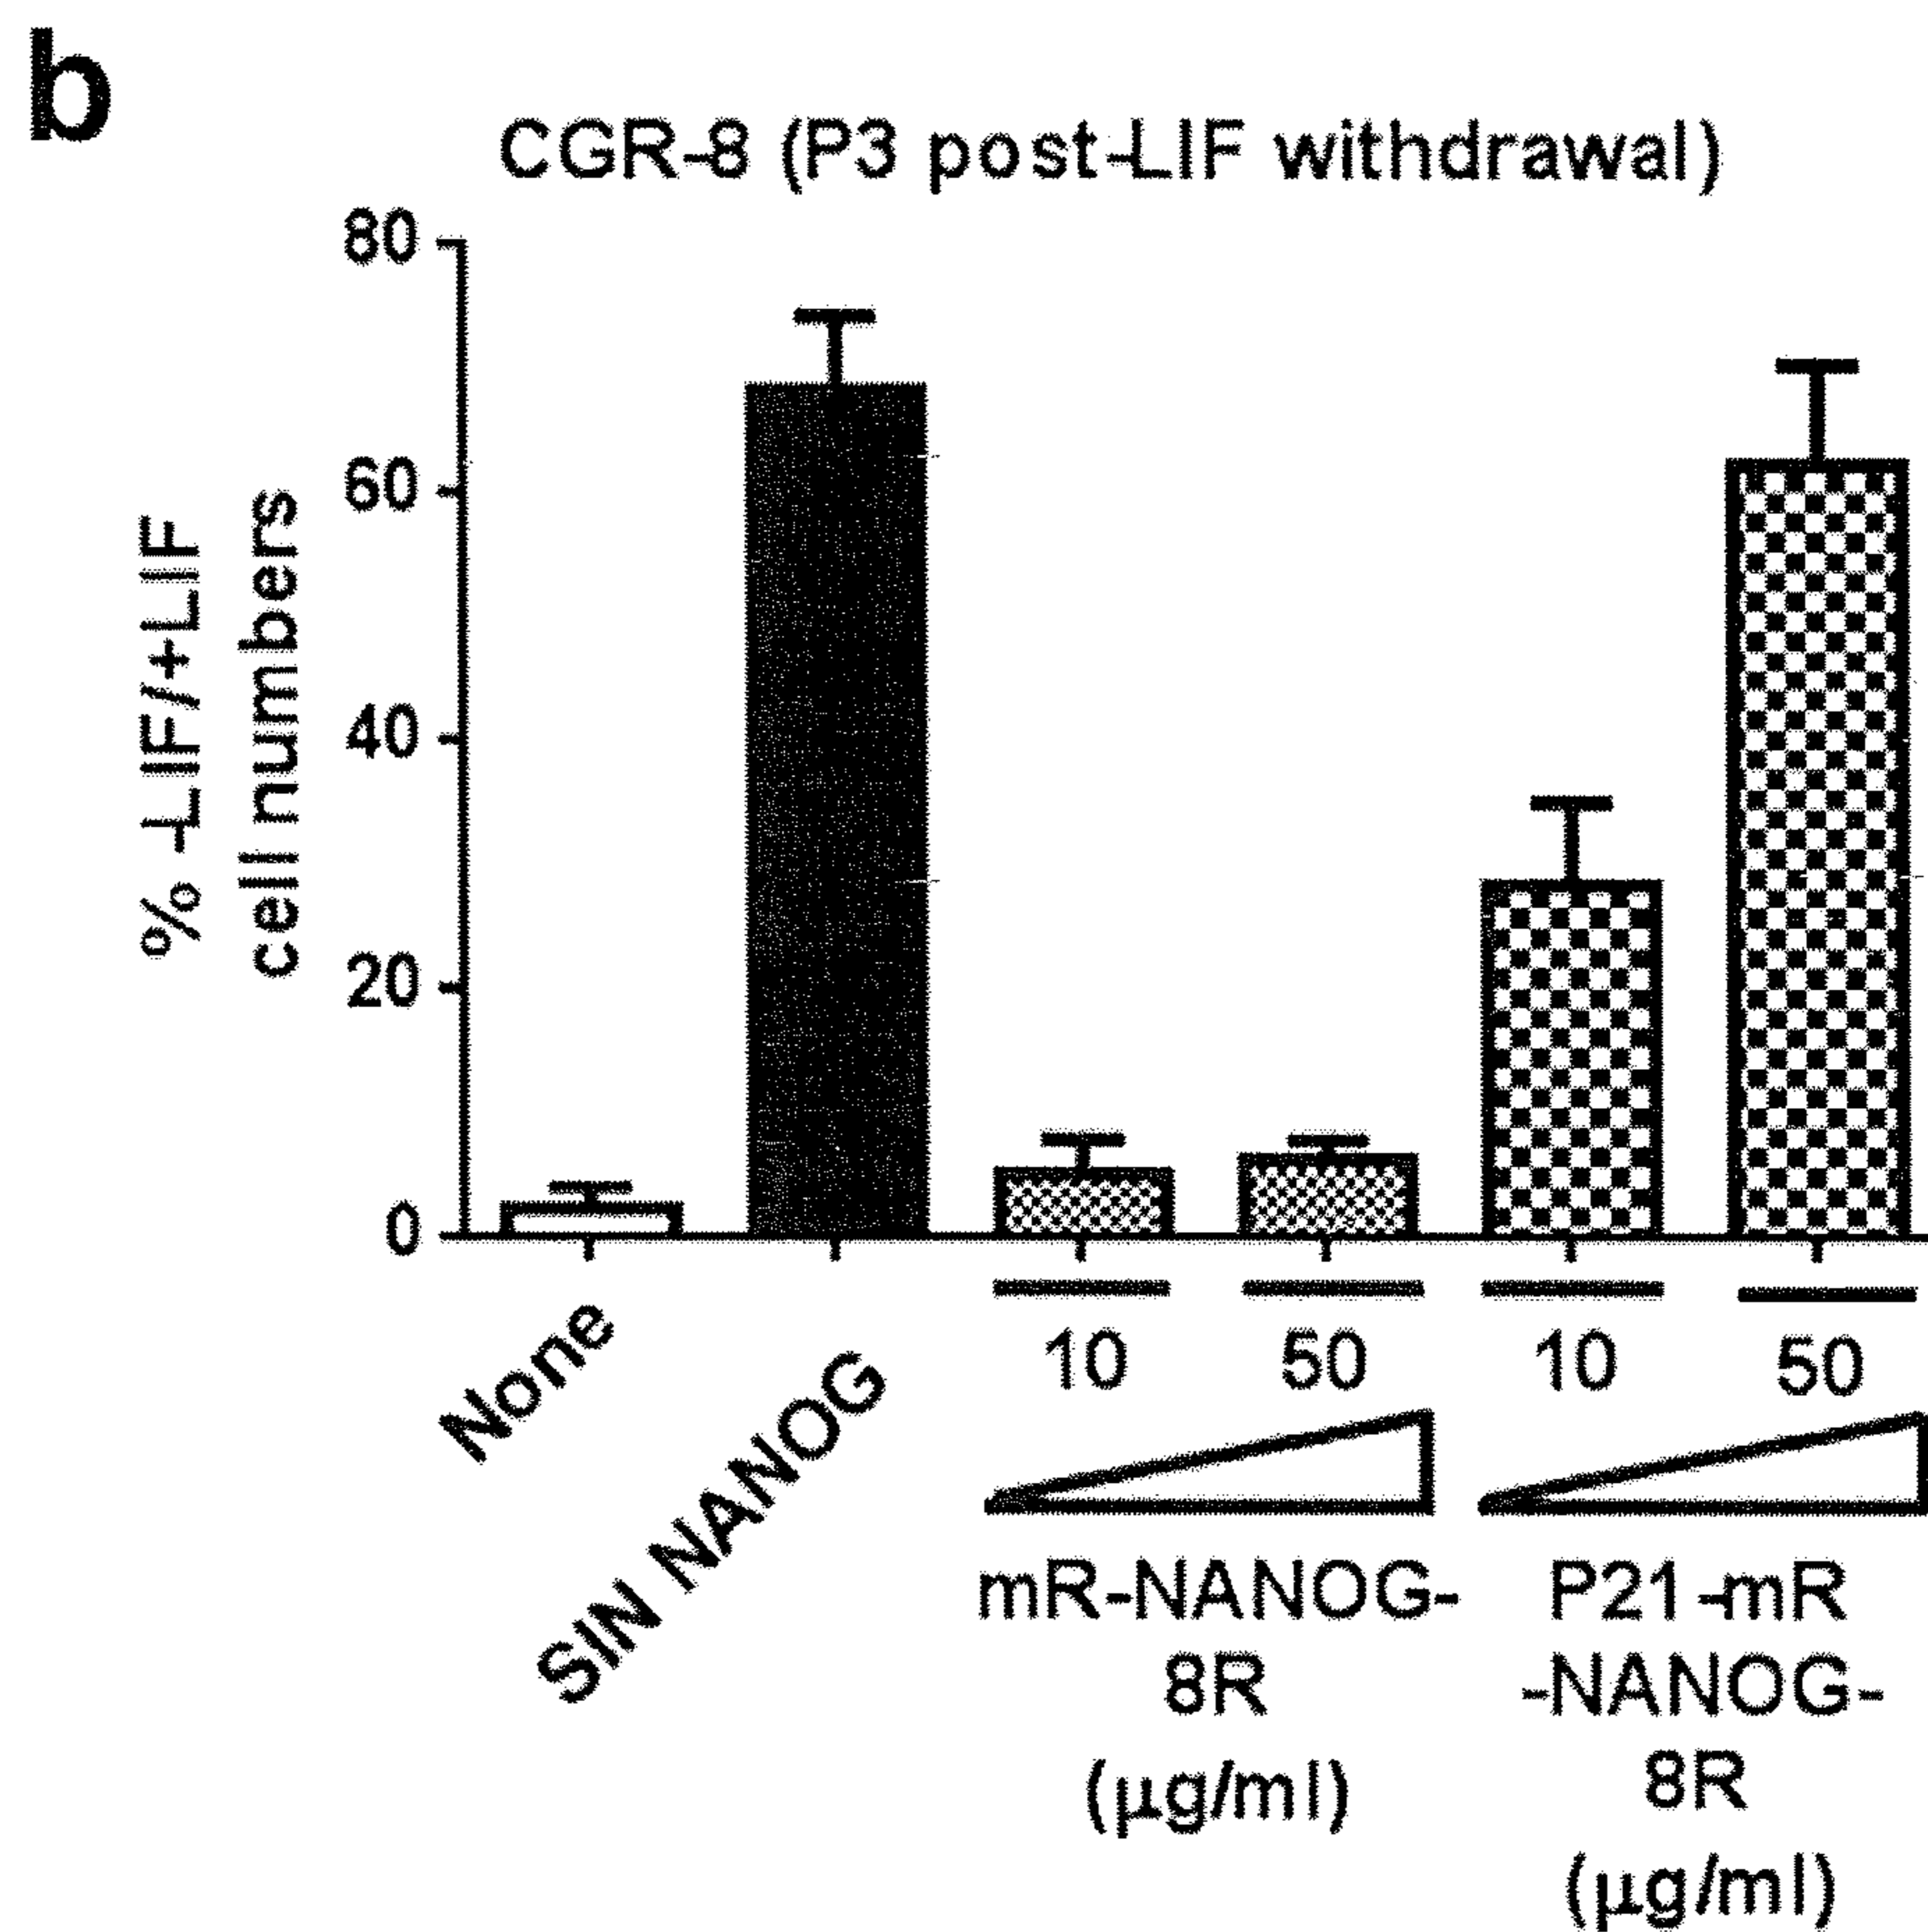 b
CGR-8 (P3 post-LIF withdrawal)
% -LIF/+LIF
cell numbers
80
60
40
20
0
None
SIN NANOG
10
50
10
50
mR-NANOG-
8R
(µg/ml)
P21-mR
-NANOG-
8R
(µg/ml)